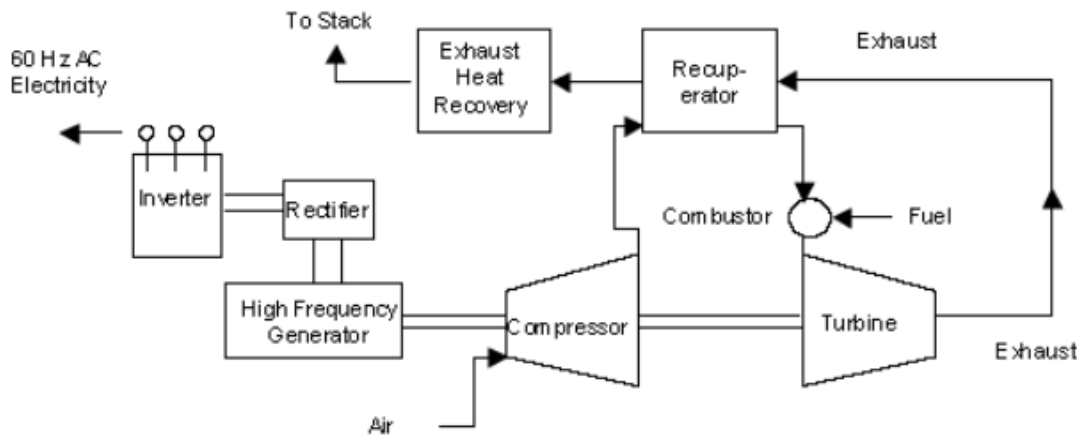 To Stack
60 Hz AC
Electricity
Exhaust
Heat
Recovery
Recup-
erator
Exhaust
Inverter
Rectifier
Combustor
Fuel
High Frequency
Generator
Compressor
Turbine
Exhaust
Air